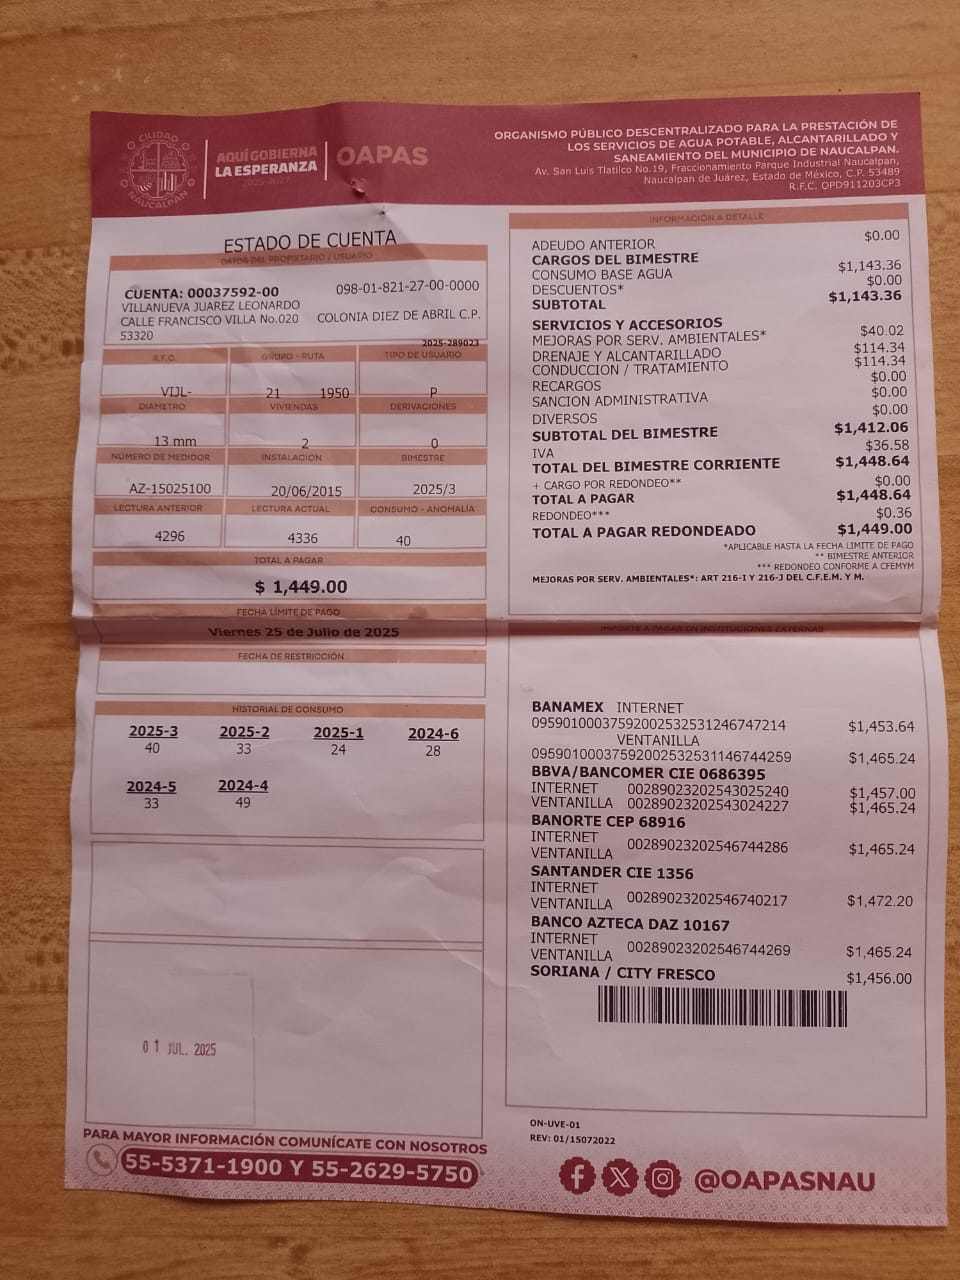 CIUDAD
NAUCALPAN
AQUÍ GOBIERNA
LA ESPERANZA
OAPAS
ORGANISMO PÚBLICO DESCENTRALIZADO PARA LA PRESTACIÓN DE
LOS SERVICIOS DE AGUA POTABLE, ALCANTARILLADO Y
SANEAMIENTO DEL MUNICIPIO DE NAUCALPAN.
Av. San Luis Tlatilco No.19, Fraccionamiento Parque Industrial Naucalpan,
Naucalpan de Juárez, Estado de México, C.P. 53489
R.F.C. OPD911203CP3
ESTADO DE CUENTA
DATOS DEL PROPIETARIO / USUARIO
CUENTA: 00037592-00 098-01-821-27-00-0000
VILLANUEVA JUAREZ LEONARDO
CALLE FRANCISCO VILLA No.020 COLONIA DIEZ DE ABRIL C.P.
53320
2025-289023
R.F.C. GRUPO - RUTA TIPO DE USUARIO
VIJL- 21 1950 P
DIÁMETRO VIVIENDAS DERIVACIONES
13 mm 2 0
NÚMERO DE MEDIDOR INSTALACION BIMESTRE
AZ-15025100 20/06/2015 2025/3
LECTURA ANTERIOR LECTURA ACTUAL CONSUMO - ANOMALÍA
4296 4336 40
TOTAL A PAGAR
$ 1,449.00
FECHA LÍMITE DE PAGO
Viernes 25 de Julio de 2025
FECHA DE RESTRICCIÓN
HISTORIAL DE CONSUMO
2025-3 2025-2 2025-1 2024-6
40 33 24 28
2024-5 2024-4
33 49
01 JUL. 2025
INFORMACIÓN A DETALLE
ADEUDO ANTERIOR $0.00
CARGOS DEL BIMESTRE
CONSUMO BASE AGUA $1,143.36
DESCUENTOS* $0.00
SUBTOTAL $1,143.36
SERVICIOS Y ACCESORIOS
MEJORAS POR SERV. AMBIENTALES* $40.02
DRENAJE Y ALCANTARILLADO $114.34
CONDUCCION / TRATAMIENTO $114.34
RECARGOS $0.00
SANCION ADMINISTRATIVA $0.00
DIVERSOS $0.00
SUBTOTAL DEL BIMESTRE $1,412.06
IVA $36.58
TOTAL DEL BIMESTRE CORRIENTE $1,448.64
+ CARGO POR REDONDEO** $0.00
TOTAL A PAGAR $1,448.64
REDONDEO*** $0.36
TOTAL A PAGAR REDONDEADO $1,449.00
*APLICABLE HASTA LA FECHA LIMITE DE PAGO
** BIMESTRE ANTERIOR
*** REDONDEO CONFORME A CFEMYM
MEJORAS POR SERV. AMBIENTALES*: ART 216-I Y 216-J DEL C.F.E.M. Y M.
IMPORTE A PAGAR EN INSTITUCIONES EXTERNAS
BANAMEX INTERNET
09590100037592002532531246747214 $1,453.64
VENTANILLA
09590100037592002532531146744259 $1,465.24
BBVA/BANCOMER CIE 0686395
INTERNET 00289023202543025240 $1,457.00
VENTANILLA 00289023202543024227 $1,465.24
BANORTE CEP 68916
INTERNET
VENTANILLA 00289023202546744286 $1,465.24
SANTANDER CIE 1356
INTERNET
VENTANILLA 00289023202546740217 $1,472.20
BANCO AZTECA DAZ 10167
INTERNET
VENTANILLA 00289023202546744269 $1,465.24
SORIANA / CITY FRESCO $1,456.00
ON-UVE-01
REV: 01/15072022
PARA MAYOR INFORMACIÓN COMUNÍCATE CON NOSOTROS
55-5371-1900 Y 55-2629-5750
@OAPASNAU